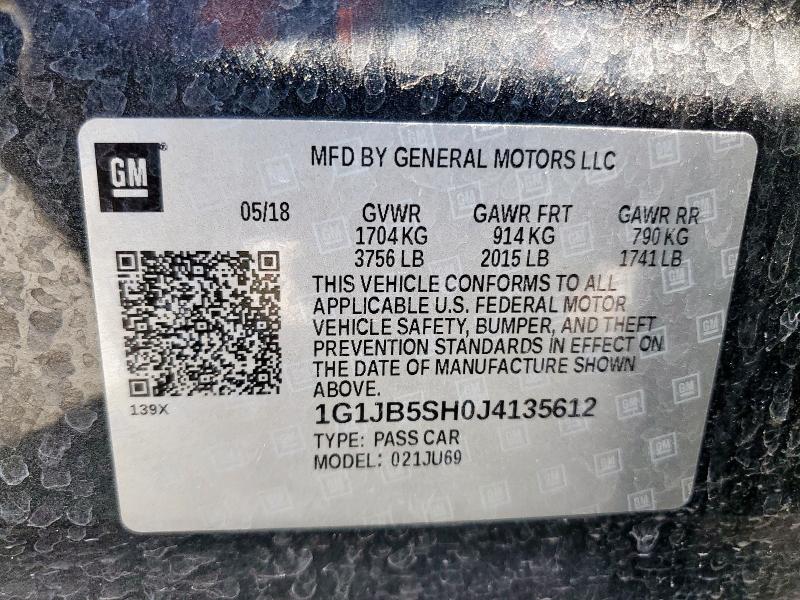 GM
MFD BY GENERAL MOTORS LLC
05/18 GVWR GAWR FRT GAWR RR
1704 KG 914 KG 790 KG
3756 LB 2015 LB 1741 LB
THIS VEHICLE CONFORMS TO ALL
APPLICABLE U.S. FEDERAL MOTOR
VEHICLE SAFETY, BUMPER, AND THEFT
PREVENTION STANDARDS IN EFFECT ON
THE DATE OF MANUFACTURE SHOWN
ABOVE.
139X
1G1JB5SH0J4135612
TYPE: PASS CAR
MODEL: 021JU69